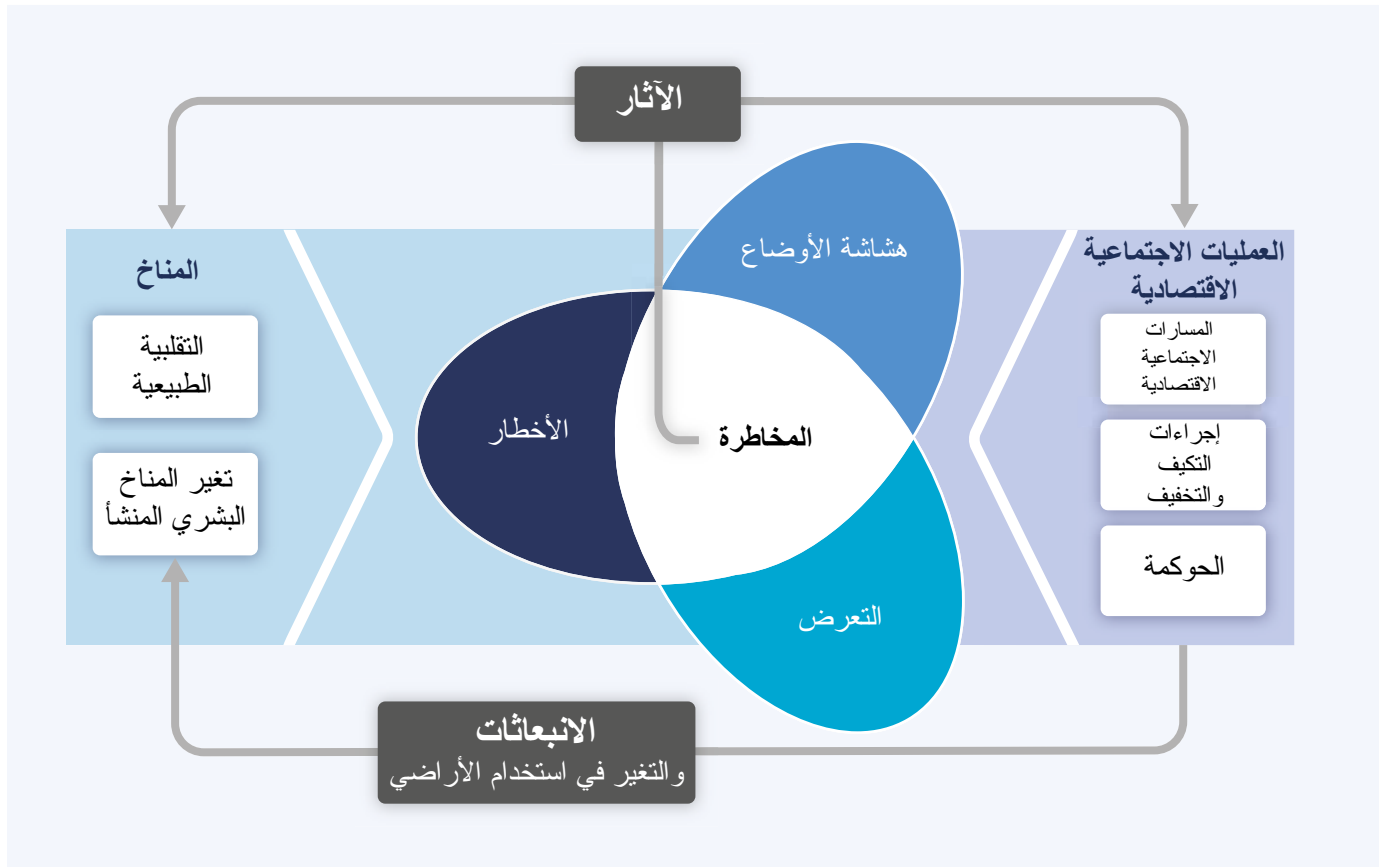 الآثار
هشاشة الأوضاع
العمليات الاجتماعية
الاقتصادية
المسارات
الاجتماعية
الاقتصادية
إجراءات
التكيف
والتخفيف
الحوكمة
المناخ
التقلبية
الطبيعية
تغير المناخ
البشري المنشأ
المخاطرة
الأخطار
التعرض
الانبعاثات
والتغير في استخدام الأراضي